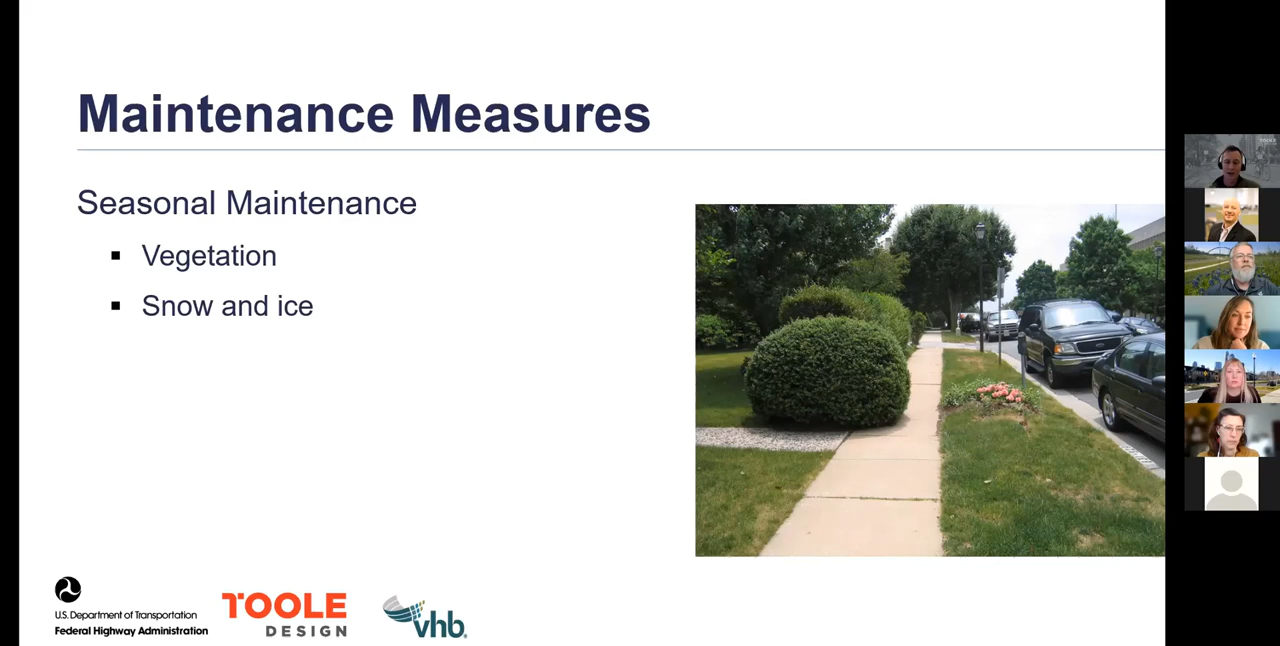 Maintenance Measures
Seasonal Maintenance
Vegetation
Snow and ice
U.S. Department of Transportation
Federal Highway Administration
TOOLE
DESIGN
vhb